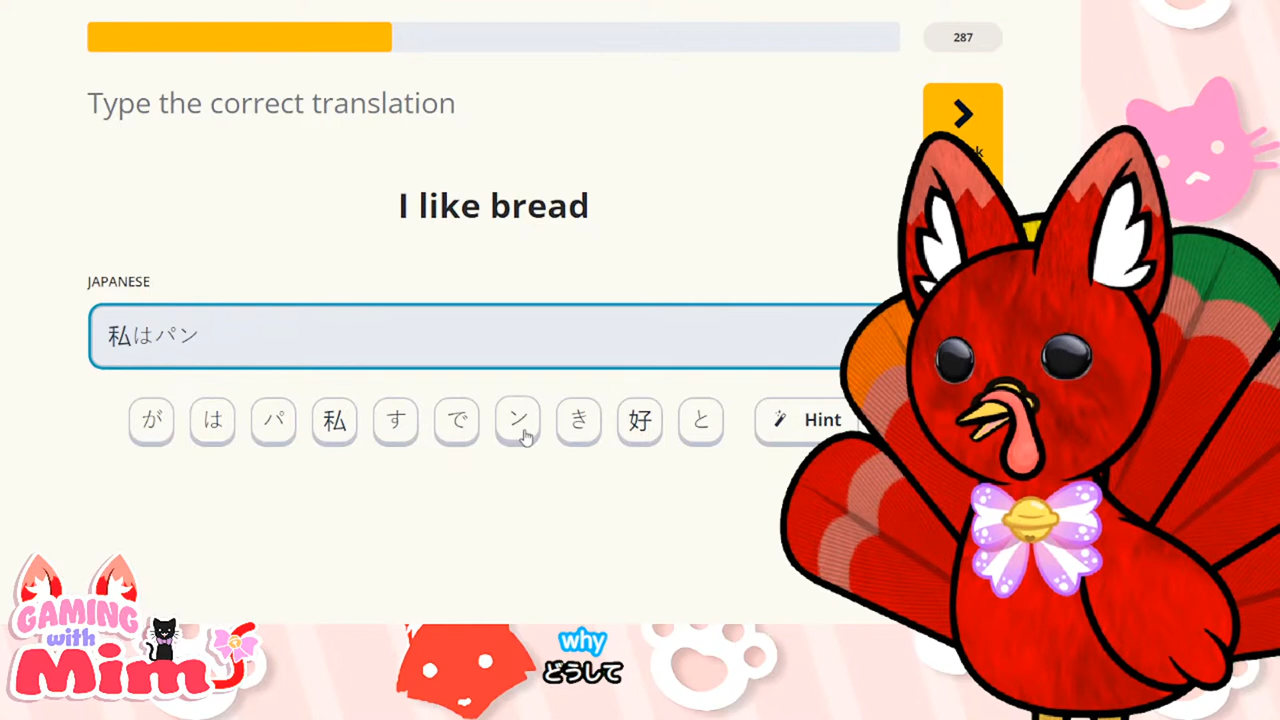 287
Type the correct translation
I like bread
JAPANESE
私はパン
が は パ 私 す で ン き 好 と Hint
GAMING
with
Mim
why
どうして